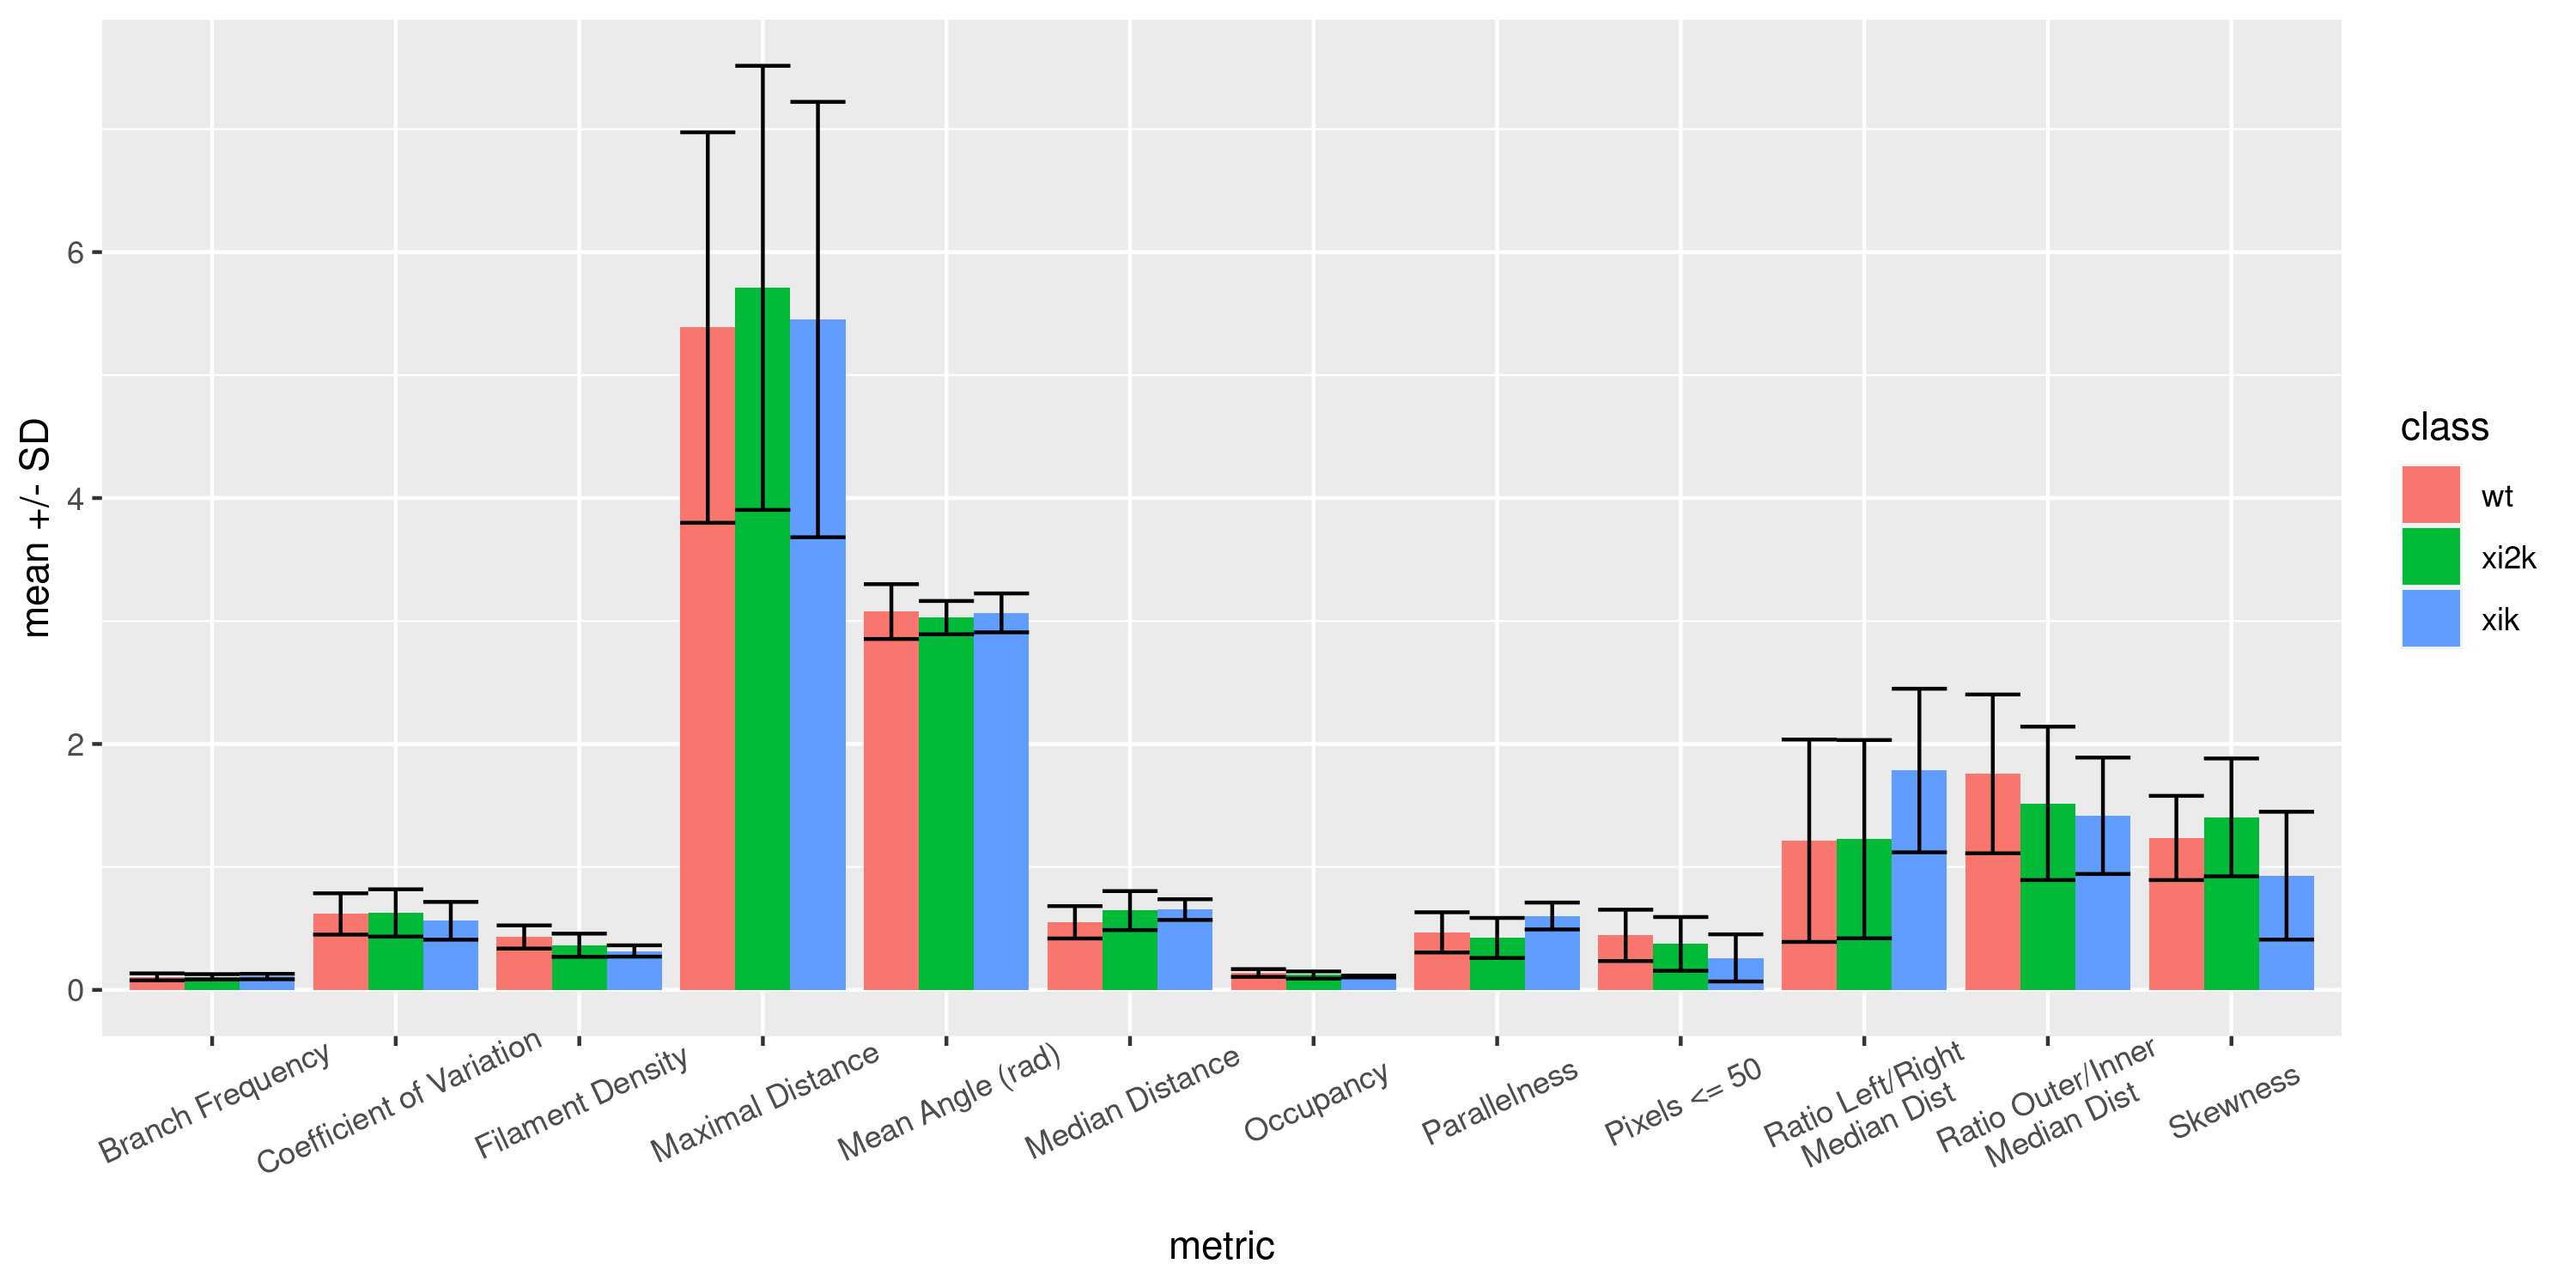 mean +/- SD
6
4
2
0
Branch Frequency
Coefficient of Variation
Filament Density
Maximal Distance
Mean Angle (rad)
Median Distance
Occupancy
Parallelness
Pixels <= 50
Ratio Left/Right
Median Dist
Ratio Outer/Inner
Median Dist
Skewness
metric
class
wt
xi2k
xik